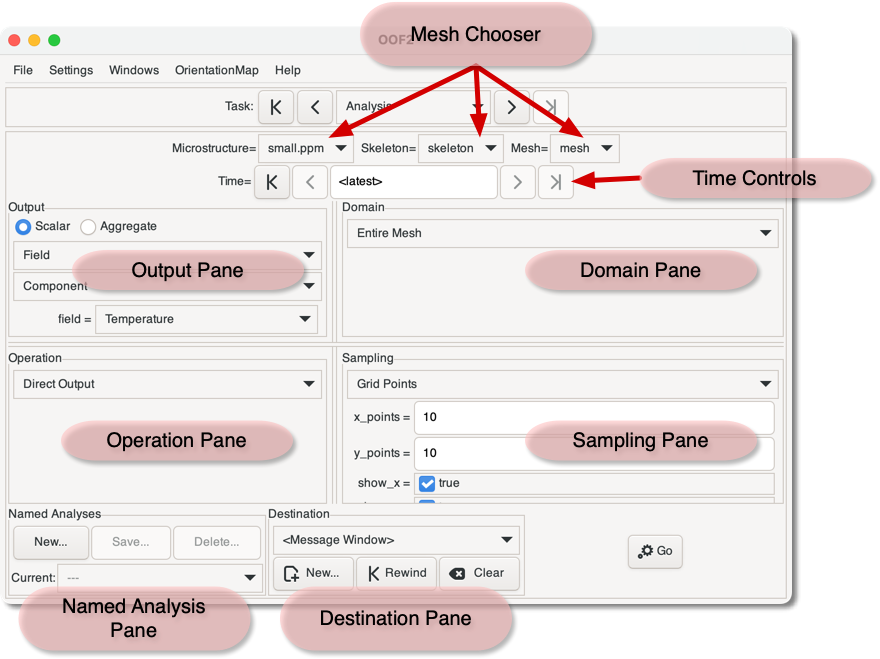 Mesh Chooser
OOF2
File Settings Windows OrientationMap Help
Task: Analysis
Microstructure= small.ppm Skeleton= skeleton Mesh= mesh
Time= <latest>
Time Controls
Output
Scalar Aggregate
Field
Output Pane
Component
field = Temperature
Domain
Entire Mesh
Domain Pane
Operation
Direct Output
Operation Pane
Sampling
Grid Points
x_points = 10
y_points = 10
Sampling Pane
show_x = true
Named Analyses
New... Save... Delete...
Current: ---
Named Analysis
Pane
Destination
<Message Window>
New... Rewind Clear
Destination Pane
Go